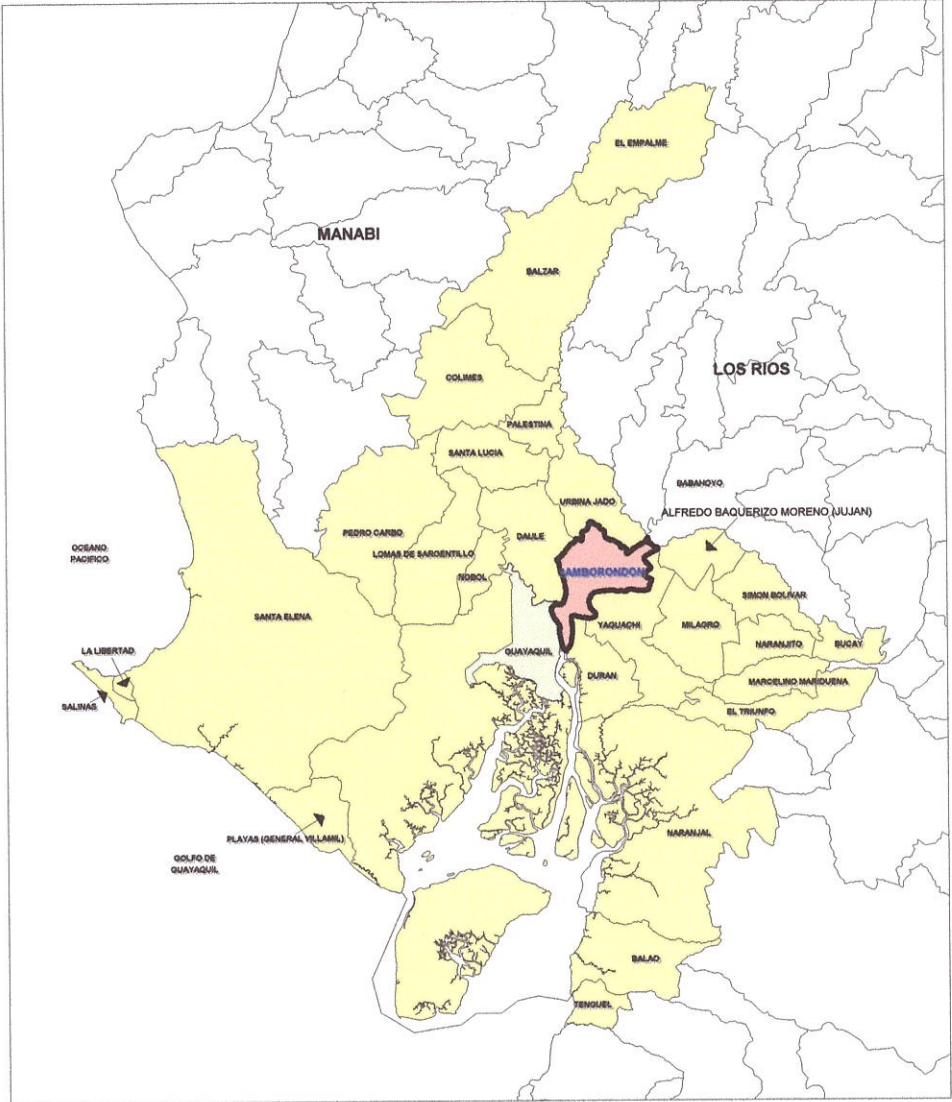 EL EMPALME
MANABI
BALZAR
LOS RIOS
COLIMES
PALESTINA
SANTA LUCIA
BABAHOYO
URBINA JADO
ALFREDO BAQUERIZO MORENO (JUJAN)
PEDRO CARBO
DAULE
OCEANO
PACIFICO
LOMAS DE SARGENTILLO
SAMBORONDON
NOBOL
SIMON BOLIVAR
SANTA ELENA
YAGUACHI
MILAGRO
NARANJITO
BUCAY
LA LIBERTAD
GUAYAQUIL
DURAN
MARCELINO MARIDUENA
SALINAS
EL TRIUNFO
NARANJAL
PLAYAS (GENERAL VILLAMIL)
GOLFO DE
GUAYAQUIL
BALAO
TENGUEL